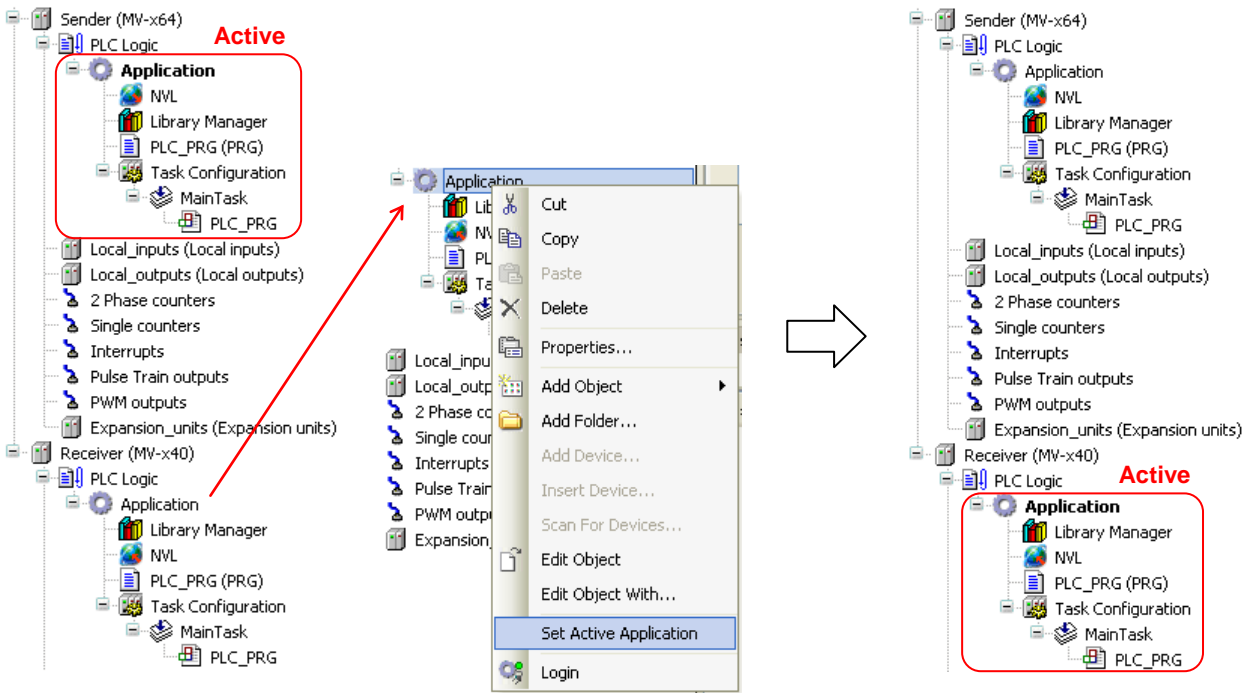 Sender (MV-x64)
PLC Logic
Active
Application
NVL
Library Manager
PLC_PRG (PRG)
Task Configuration
MainTask
PLC_PRG
Local_inputs (Local inputs)
Local_outputs (Local outputs)
2 Phase counters
Single counters
Interrupts
Pulse Train outputs
PWM outputs
Expansion_units (Expansion units)
Receiver (MV-x40)
PLC Logic
Application
Library Manager
NVL
PLC_PRG (PRG)
Task Configuration
MainTask
PLC_PRG
Application
Lib
NV
PL
Ta
Local_inpu
Local_outp
2 Phase co
Single coun
Interrupts
Pulse Train
PWM outpu
Expansion_
Cut
Copy
Paste
Delete
Properties...
Add Object
Add Folder...
Add Device...
Insert Device...
Scan For Devices...
Edit Object
Edit Object With...
Set Active Application
Login
Sender (MV-x64)
PLC Logic
Application
NVL
Library Manager
PLC_PRG (PRG)
Task Configuration
MainTask
PLC_PRG
Local_inputs (Local inputs)
Local_outputs (Local outputs)
2 Phase counters
Single counters
Interrupts
Pulse Train outputs
PWM outputs
Expansion_units (Expansion units)
Receiver (MV-x40)
PLC Logic
Active
Application
Library Manager
NVL
PLC_PRG (PRG)
Task Configuration
MainTask
PLC_PRG